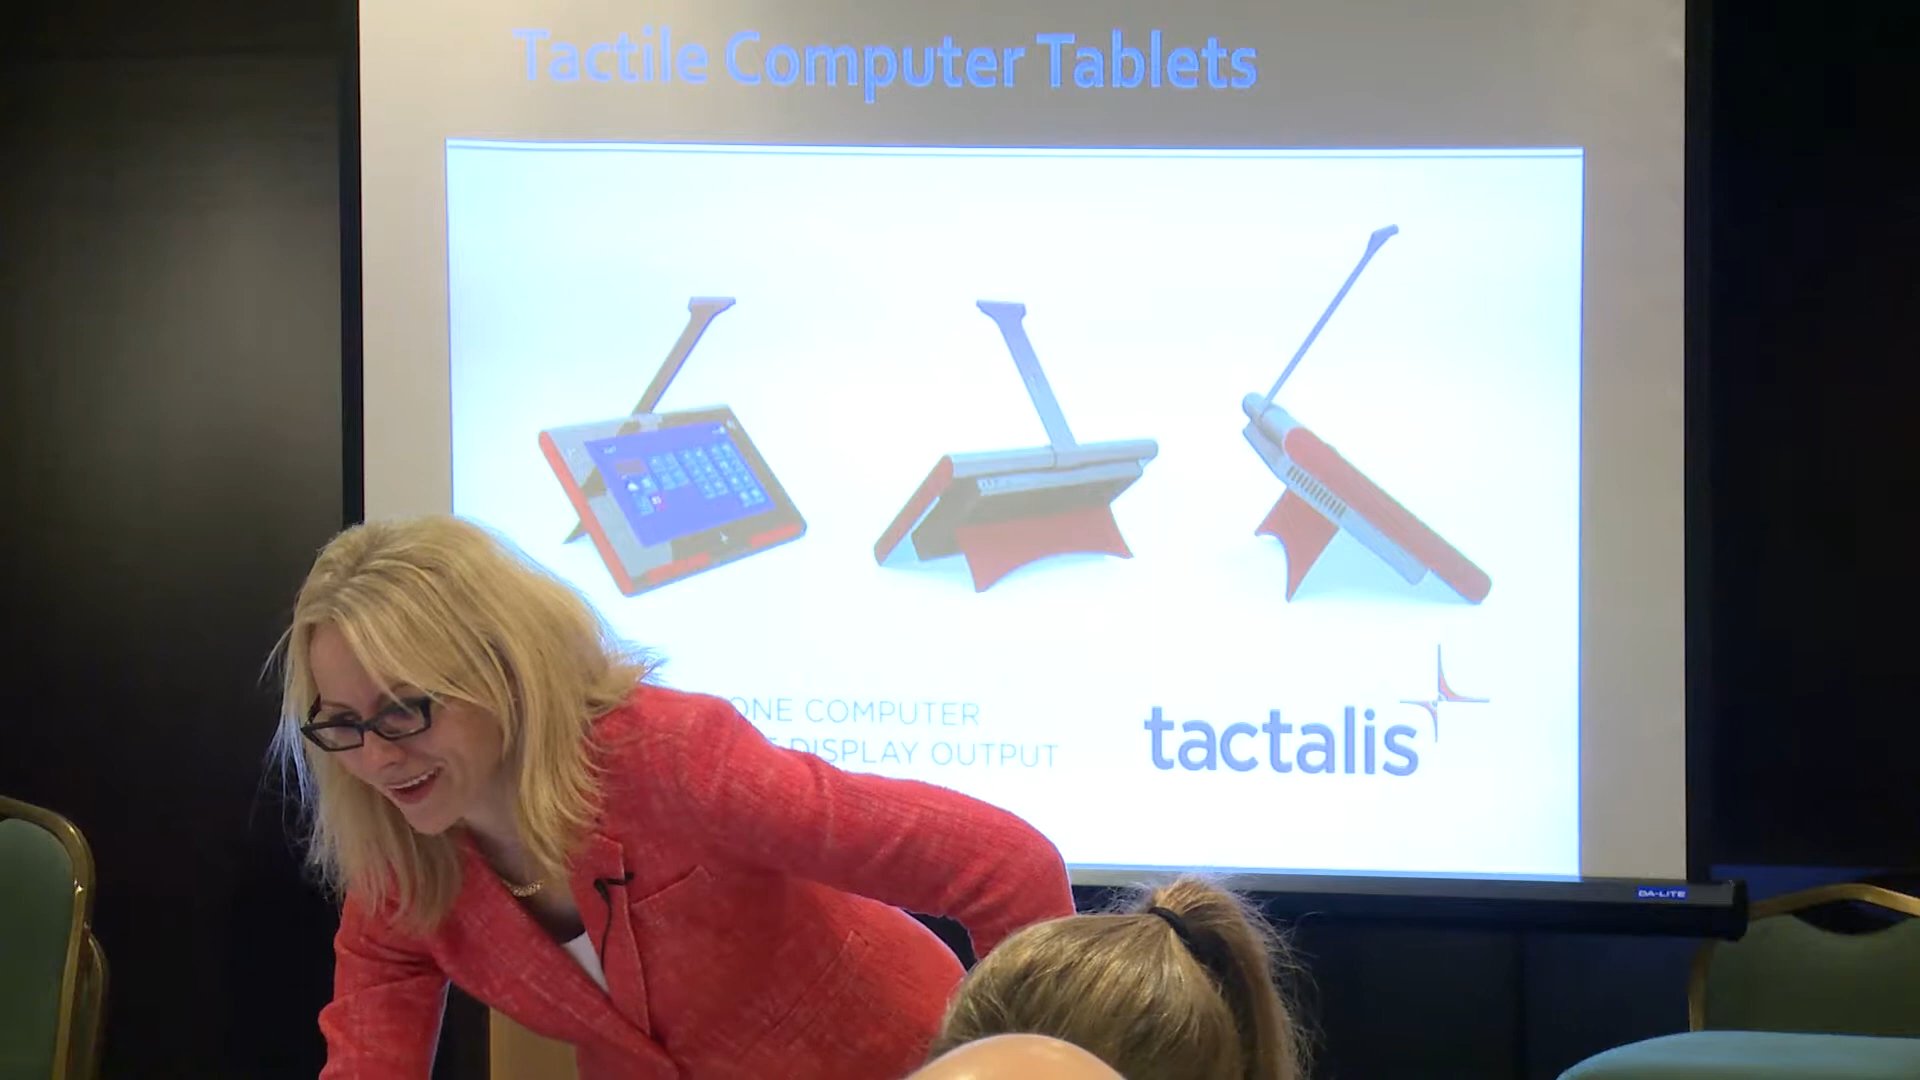 Tactile Computer Tablets
ONE COMPUTER
DISPLAY OUTPUT
tactalis
DA-LITE